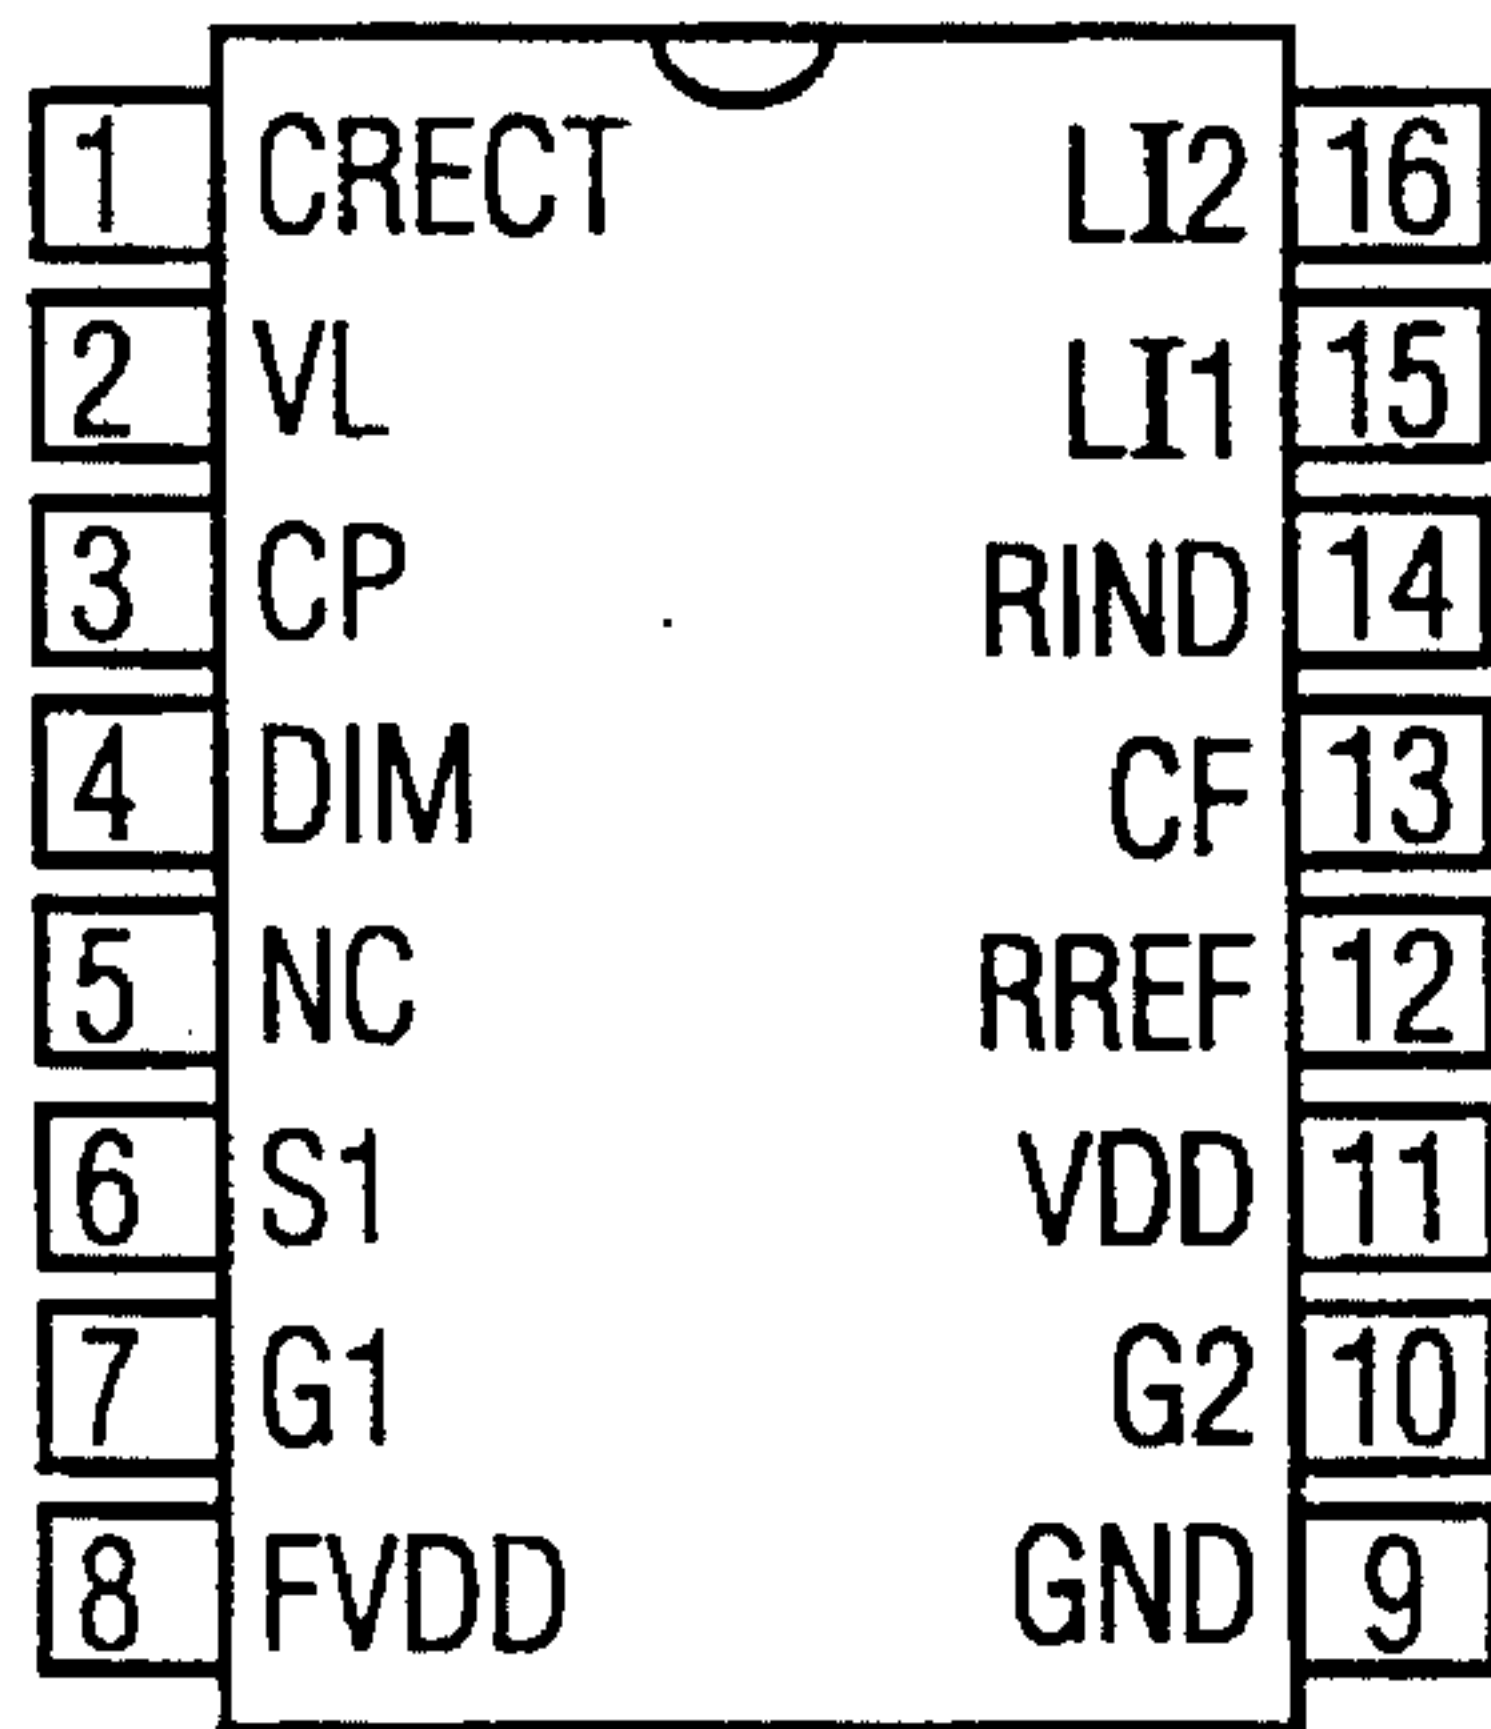 1 CRECT LI2 16
2 VL LI1 15
3 CP RIND 14
4 DIM CF 13
5 NC RREF 12
6 S1 VDD 11
7 G1 G2 10
8 FVDD GND 9